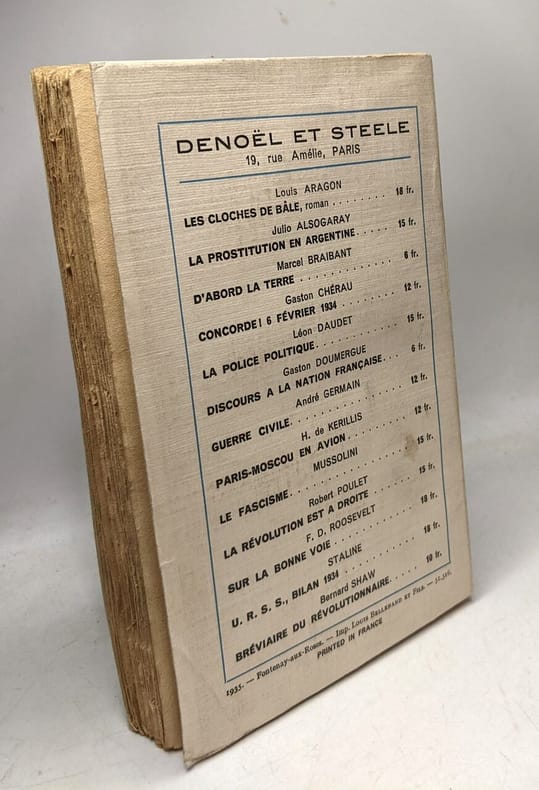 DENOËL ET STEELE
19, rue Amélie, PARIS
Louis ARAGON
LES CLOCHES DE BÂLE, roman ........ 18 fr.
Julio ALSOGARAY
LA PROSTITUTION EN ARGENTINE ..... 15 fr.
Marcel BRAIBANT
D'ABORD LA TERRE ............. 6 fr.
Gaston CHÉRAU
CONCORDE! 6 FÉVRIER 1934 ......... 12 fr.
Léon DAUDET
LA POLICE POLITIQUE ............ 15 fr.
Gaston DOUMERGUE
DISCOURS A LA NATION FRANÇAISE ... 6 fr.
André GERMAIN
GUERRE CIVILE ................ 12 fr.
H. de KERILLIS
PARIS-MOSCOU EN AVION ......... 12 fr.
MUSSOLINI
LE FASCISME ................. 15 fr.
Robert POULET
LA RÉVOLUTION EST A DROITE ...... 15 fr.
F. D. ROOSEVELT
SUR LA BONNE VOIE ............ 18 fr.
STALINE
U. R. S. S., BILAN 1934 .......... 18 fr.
Bernard SHAW
BRÉVIAIRE DU RÉVOLUTIONNAIRE ..... 10 fr.
1935. — Fontenay-aux-Roses. — Imp. Louis Bellenand et Fils. —
PRINTED IN FRANCE